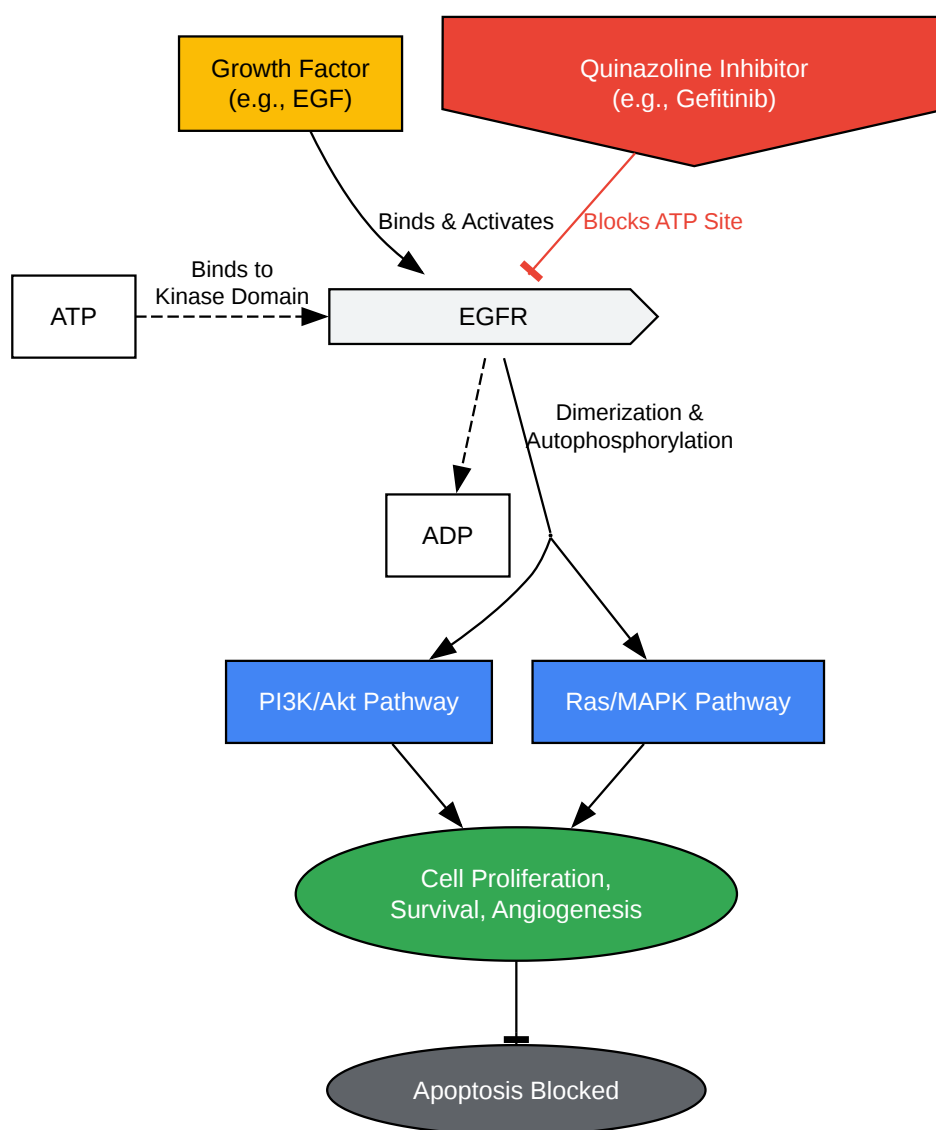 Growth Factor
(e.g., EGF)
Quinazoline Inhibitor
(e.g., Gefitinib)
Binds & Activates
Blocks ATP Site
Binds to
Kinase Domain
ATP
EGFR
Dimerization &
Autophosphorylation
ADP
PI3K/Akt Pathway
Ras/MAPK Pathway
Cell Proliferation,
Survival, Angiogenesis
Apoptosis Blocked